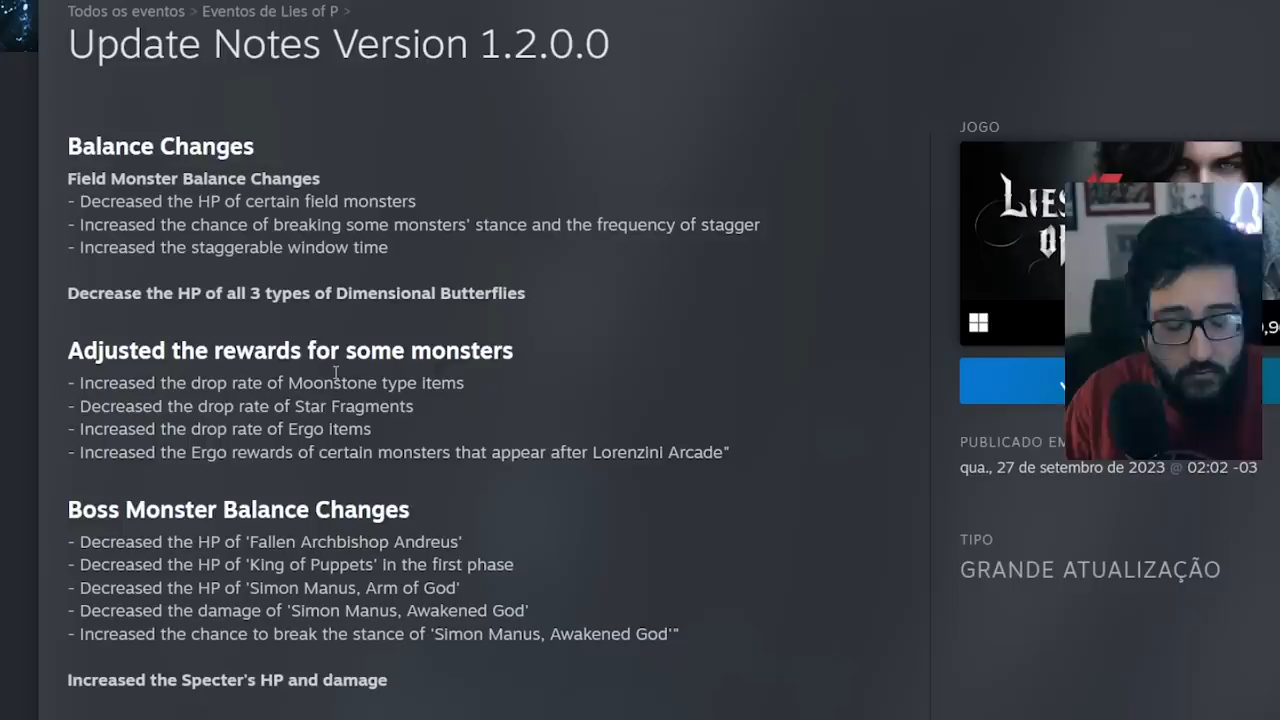 Todos os eventos > Eventos de Lies of P >
Update Notes Version 1.2.0.0
Balance Changes
Field Monster Balance Changes
- Decreased the HP of certain field monsters
- Increased the chance of breaking some monsters' stance and the frequency of stagger
- Increased the staggerable window time
Decrease the HP of all 3 types of Dimensional Butterflies
Adjusted the rewards for some monsters
- Increased the drop rate of Moonstone type items
- Decreased the drop rate of Star Fragments
- Increased the drop rate of Ergo items
- Increased the Ergo rewards of certain monsters that appear after Lorenzini Arcade"
Boss Monster Balance Changes
- Decreased the HP of 'Fallen Archbishop Andreus'
- Decreased the HP of 'King of Puppets' in the first phase
- Decreased the HP of 'Simon Manus, Arm of God'
- Decreased the damage of 'Simon Manus, Awakened God'
- Increased the chance to break the stance of 'Simon Manus, Awakened God'"
Increased the Specter's HP and damage
JOGO
LIES
PUBLICADO EM
qua., 27 de setembro de 2023 @ 02:02 -03
TIPO
GRANDE ATUALIZAÇÃO